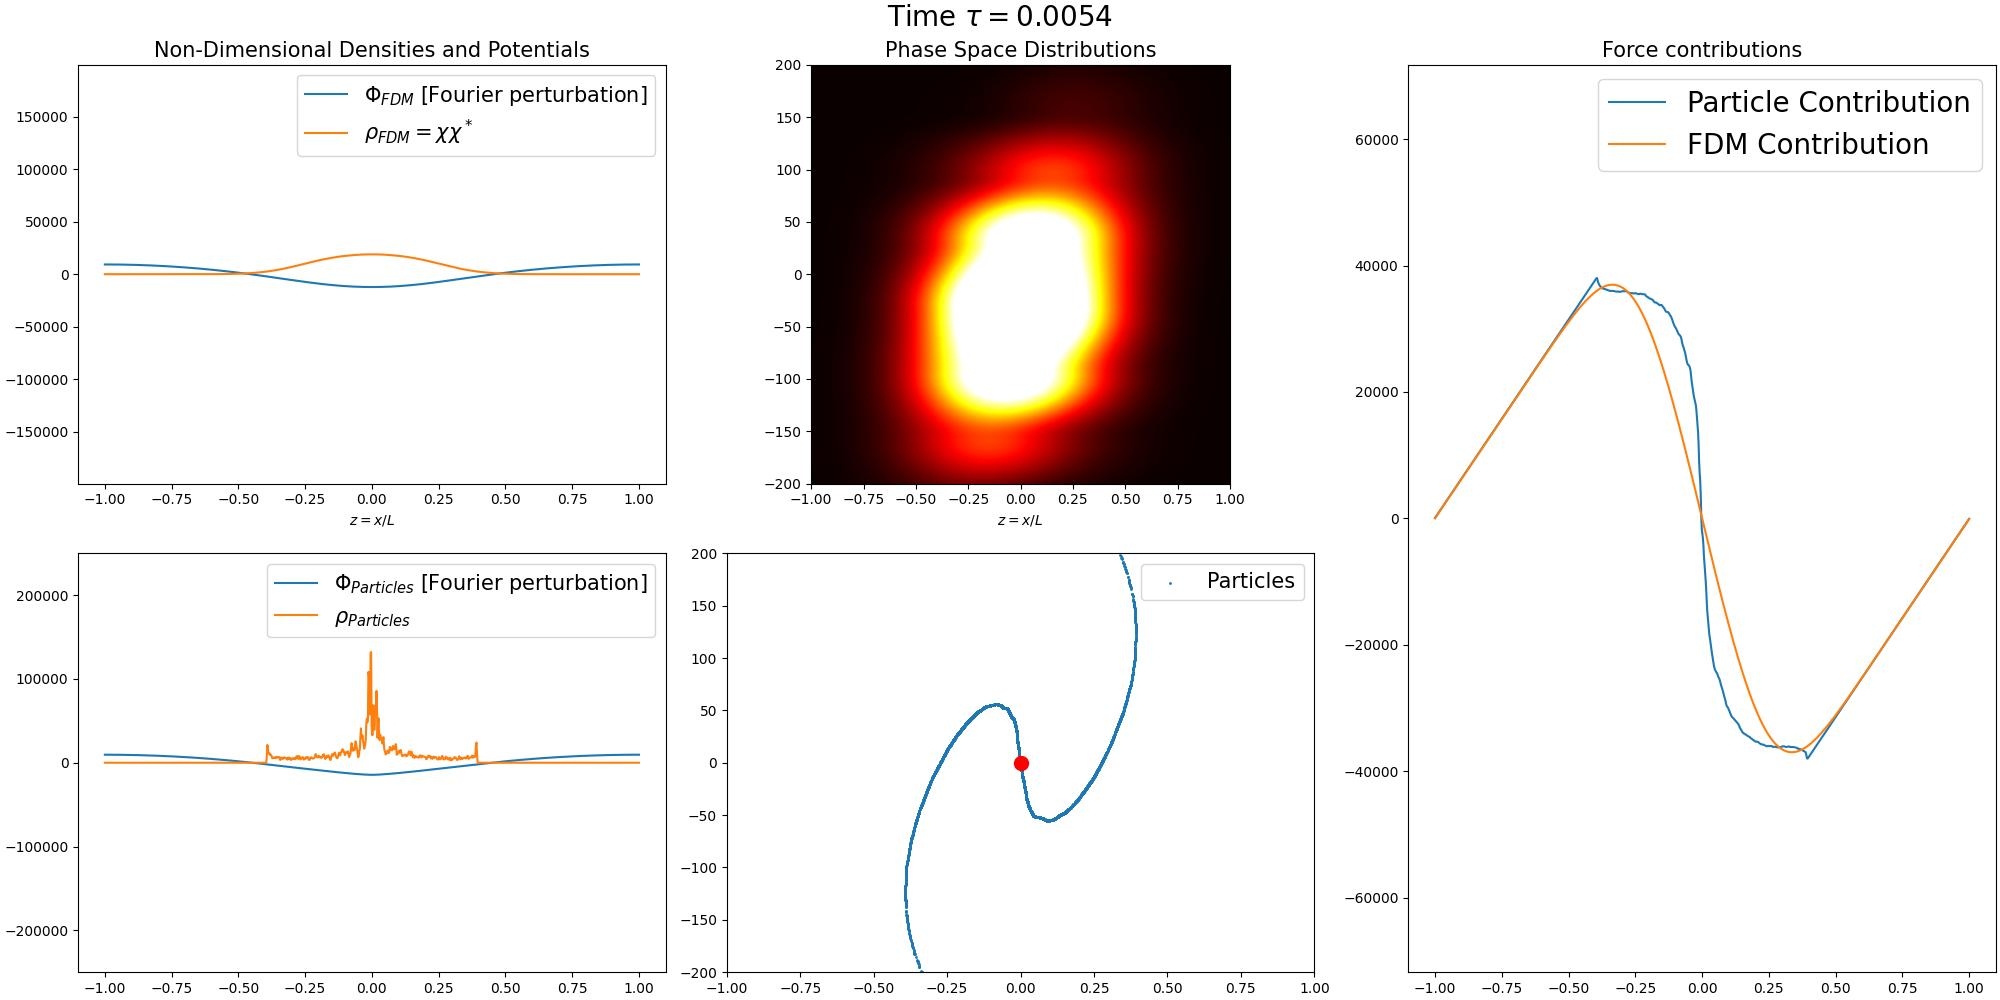 Time τ = 0.0054
Non-Dimensional Densities and Potentials
Φ_FDM [Fourier perturbation]
ρ_FDM = χχ*
150000
100000
50000
0
−50000
−100000
−150000
−1.00 −0.75 −0.50 −0.25 0.00 0.25 0.50 0.75 1.00
z = x/L
Phase Space Distributions
200
150
100
50
0
−50
−100
−150
−200
−1.00 −0.75 −0.50 −0.25 0.00 0.25 0.50 0.75 1.00
z = x/L
Force contributions
Particle Contribution
FDM Contribution
60000
40000
20000
0
−20000
−40000
−60000
−1.00 −0.75 −0.50 −0.25 0.00 0.25 0.50 0.75 1.00
Φ_Particles [Fourier perturbation]
ρ_Particles
200000
100000
0
−100000
−200000
−1.00 −0.75 −0.50 −0.25 0.00 0.25 0.50 0.75 1.00
Particles
200
150
100
50
0
−50
−100
−150
−200
−1.00 −0.75 −0.50 −0.25 0.00 0.25 0.50 0.75 1.00